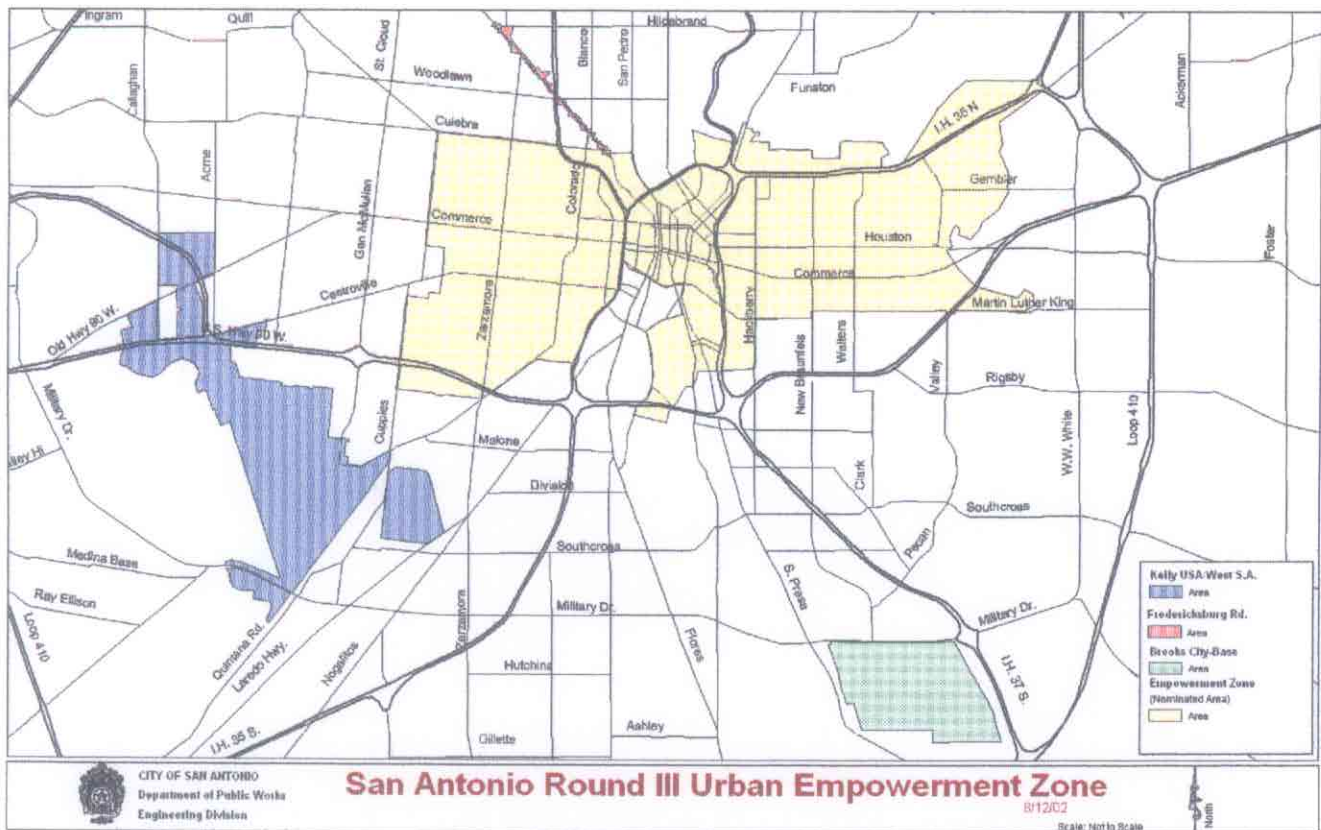 Ingram
Quill
Hildebrand
St. Cloud
Blanco
San Pedro
Woodlawn
Callaghan
Funston
Ackerman
Culebra
I.H. 35 N
Acme
Colorado
Gembler
Gen McMullen
Commerce
Houston
Foster
Commerce
Castroville
Zarzamora
Hackberry
Martin Luther King
Old Hwy 90 W.
U.S. Hwy 90 W.
New Braunfels
Walters
Valley
Rigsby
Military Dr.
Cupples
Malone
W.W. White
Loop 410
Valley Hi
Division
Clark
Southcross
Pecan
Southcross
Medina Base
S. Presa
Ray Ellison
Military Dr.
Military Dr.
Loop 410
Quintana Rd.
Laredo Hwy.
Nogalitos
Zarzamora
Hutchins
Flores
I.H. 37 S.
I.H. 35 S.
Gillette
Ashley
Kelly USA West S.A.
Area
Fredericksburg Rd.
Area
Brooks City-Base
Area
Empowerment Zone
(Nominated Area)
Area
CITY OF SAN ANTONIO
Department of Public Works
Engineering Division
San Antonio Round III Urban Empowerment Zone
8/12/02
Scale: Not to Scale
North